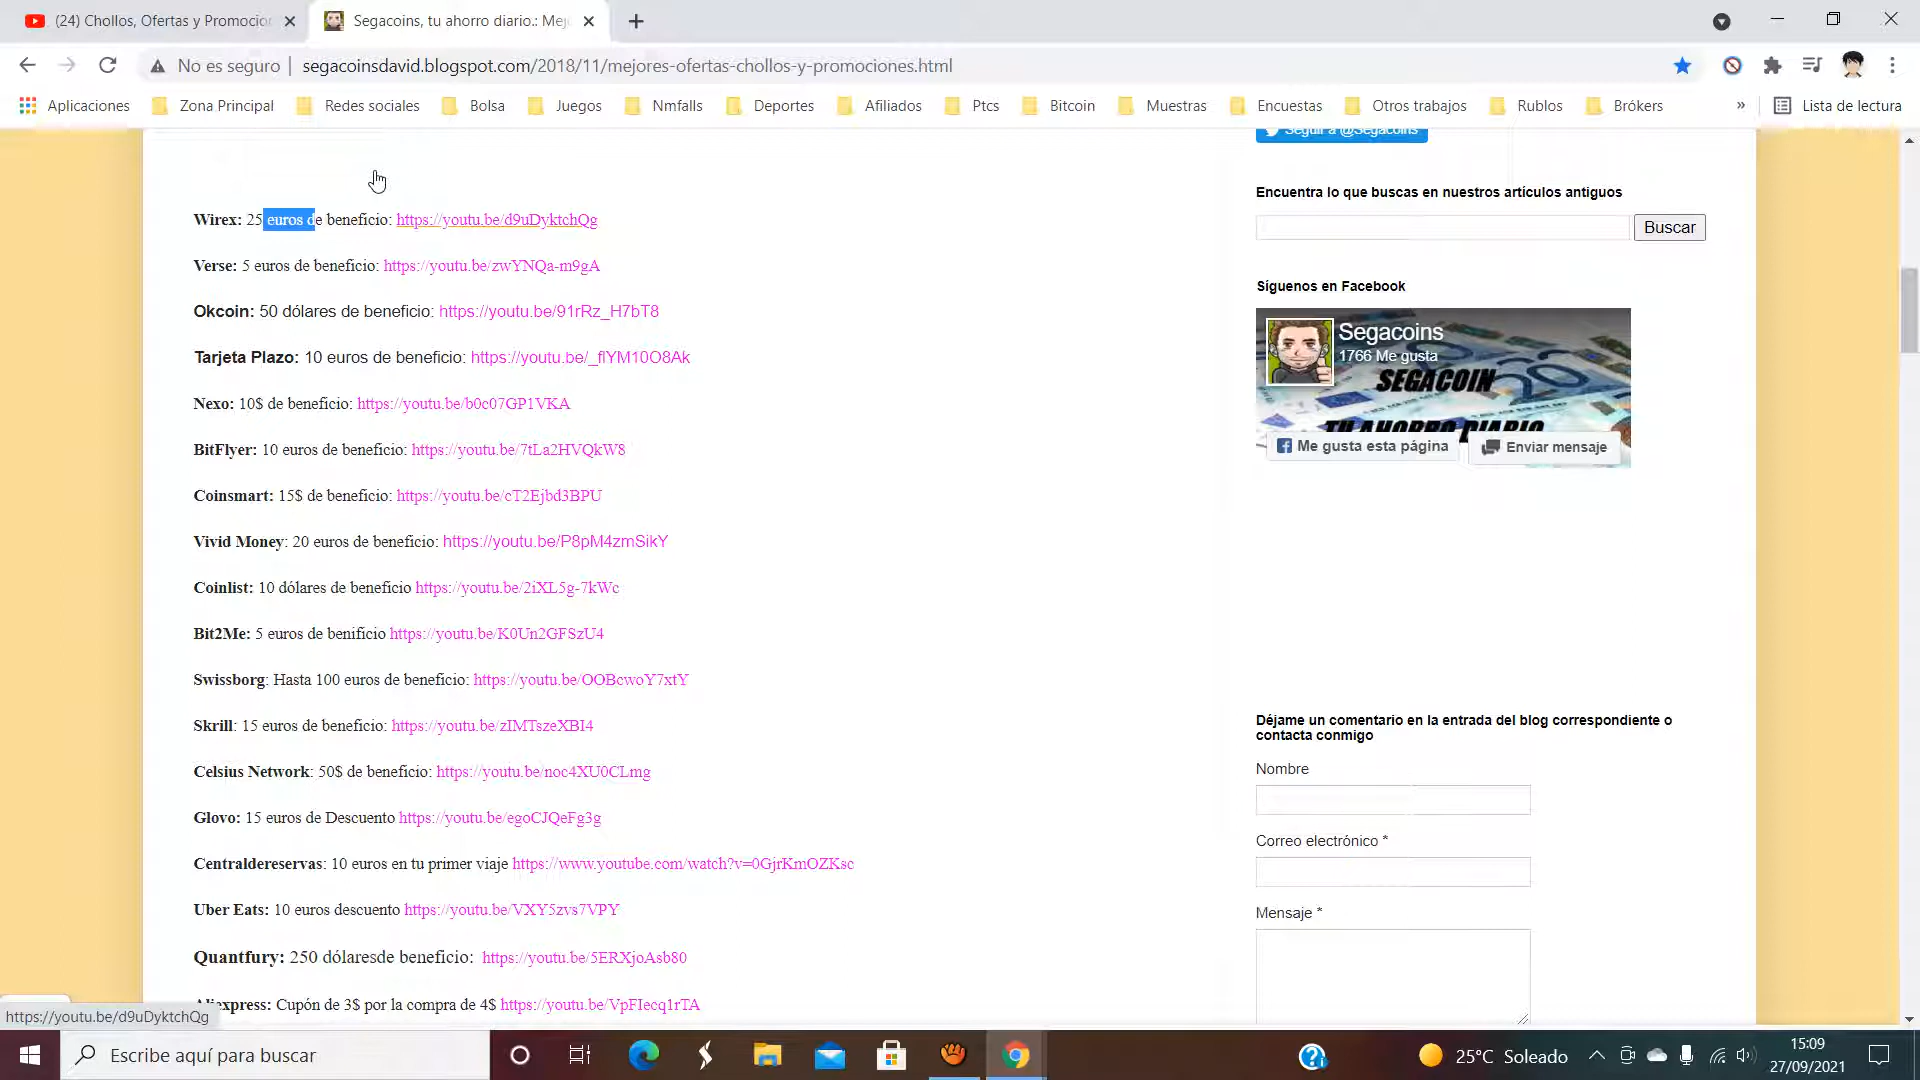 (24) Chollos, Ofertas y Promocion
Segacoins, tu ahorro diario.: Mej
No es seguro
segacoinsdavid.blogspot.com/2018/11/mejores-ofertas-chollos-y-promociones.html
Aplicaciones
Zona Principal
Redes sociales
Bolsa
Juegos
Nmfalls
Deportes
Afiliados
Ptcs
Bitcoin
Muestras
Encuestas
Otros trabajos
Rublos
Brókers
»
Lista de lectura
Seguir a @Segacoins
Wirex: 25 euros de beneficio: https://youtu.be/d9uDyktchQg
Verse: 5 euros de beneficio: https://youtu.be/zwYNQa-m9gA
Okcoin: 50 dólares de beneficio: https://youtu.be/91rRz_H7bT8
Tarjeta Plazo: 10 euros de beneficio: https://youtu.be/_flYM10O8Ak
Nexo: 10$ de beneficio: https://youtu.be/b0c07GP1VKA
BitFlyer: 10 euros de beneficio: https://youtu.be/7tLa2HVQkW8
Coinsmart: 15$ de beneficio: https://youtu.be/cT2Ejbd3BPU
Vivid Money: 20 euros de beneficio: https://youtu.be/P8pM4zmSikY
Coinlist: 10 dólares de beneficio https://youtu.be/2iXL5g-7kWc
Bit2Me: 5 euros de benificio https://youtu.be/K0Un2GFSzU4
Swissborg: Hasta 100 euros de beneficio: https://youtu.be/OOBcwoY7xtY
Skrill: 15 euros de beneficio: https://youtu.be/zIMTszeXBI4
Celsius Network: 50$ de beneficio: https://youtu.be/noc4XU0CLmg
Glovo: 15 euros de Descuento https://youtu.be/egoCJQeFg3g
Centraldereservas: 10 euros en tu primer viaje https://www.youtube.com/watch?v=0GjrKmOZKsc
Uber Eats: 10 euros descuento https://youtu.be/VXY5zvs7VPY
Quantfury: 250 dólaresde beneficio: https://youtu.be/5ERXjoAsb80
Aliexpress: Cupón de 3$ por la compra de 4$ https://youtu.be/VpFIecq1rTA
Encuentra lo que buscas en nuestros artículos antiguos
Buscar
Síguenos en Facebook
Segacoins
1766 Me gusta
SEGACOIN
TU AHORRO DIARIO
Me gusta esta página
Enviar mensaje
Déjame un comentario en la entrada del blog correspondiente o
contacta conmigo
Nombre
Correo electrónico *
Mensaje *
https://youtu.be/d9uDyktchQg
Escribe aquí para buscar
25°C Soleado
15:09
27/09/2021